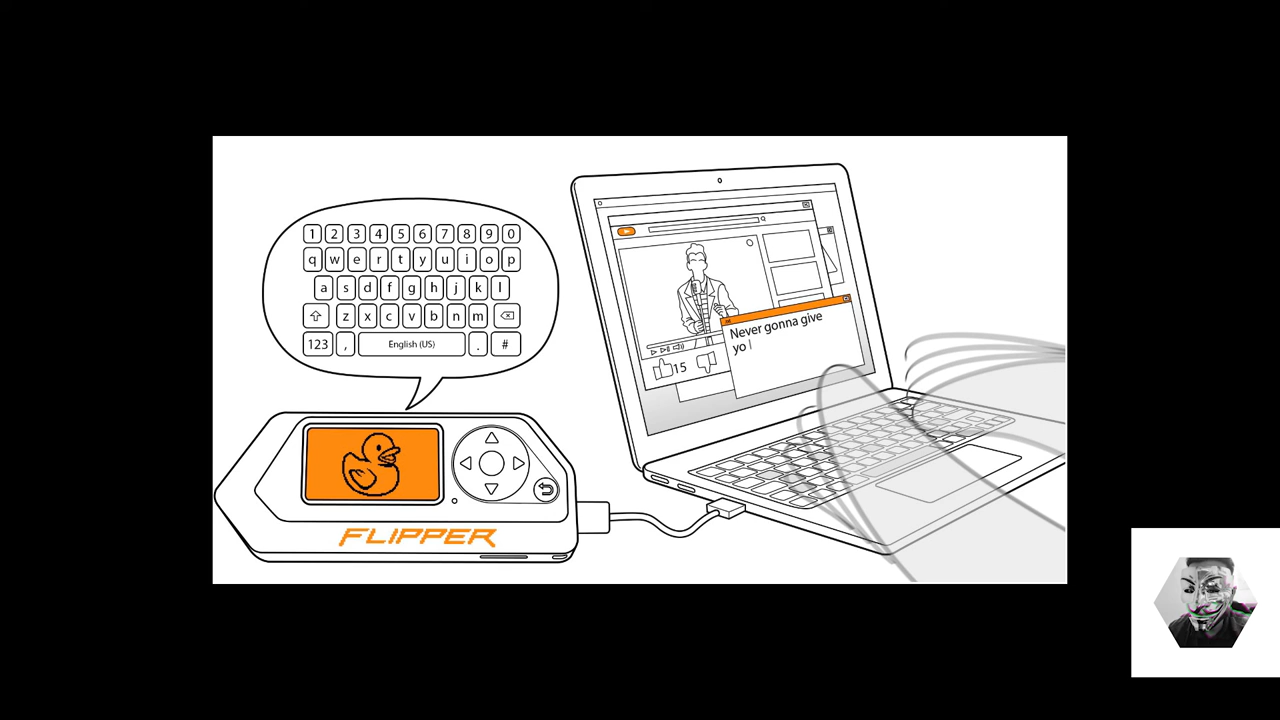 1 2 3 4 5 6 7 8 9 0
q w e r t y u i o p
a s d f g h j k l
z x c v b n m
123 , English (US) . #
FLIPPER
Never gonna give
yo
15